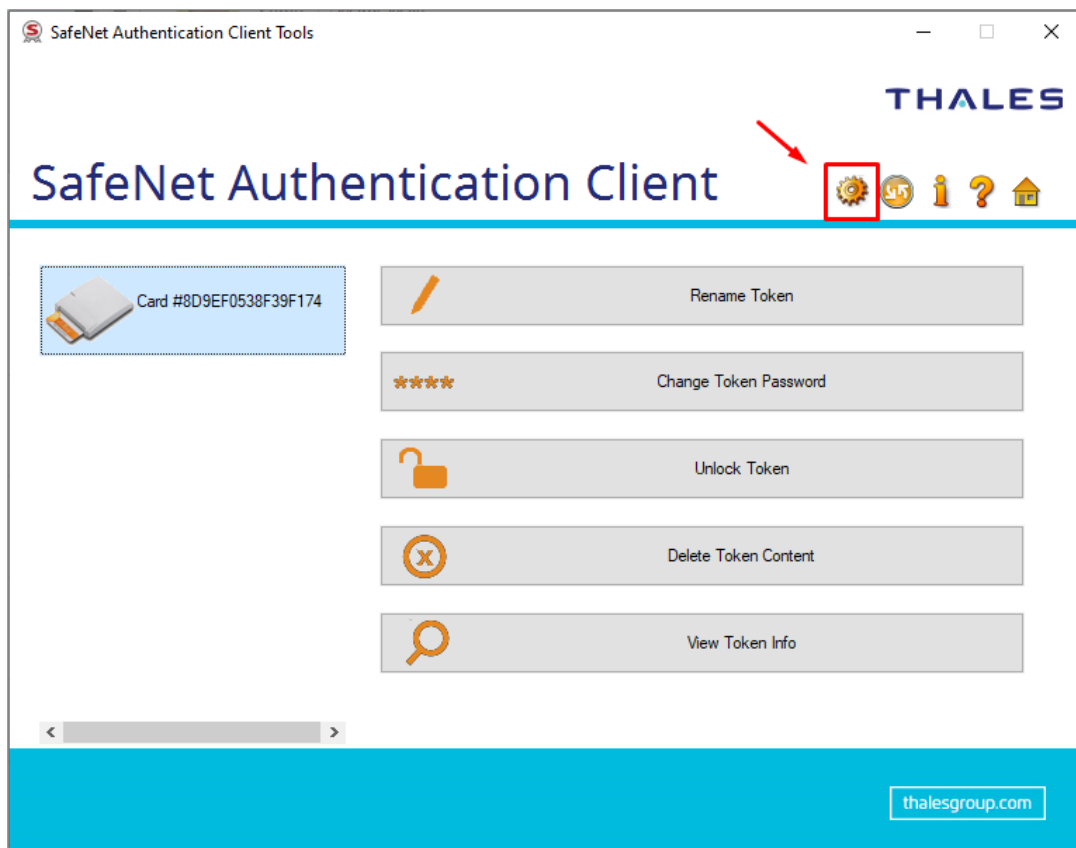 SafeNet Authentication Client Tools
THALES
SafeNet Authentication Client
Card #8D9EF0538F39F174
Rename Token
****
Change Token Password
Unlock Token
Delete Token Content
View Token Info
thalesgroup.com